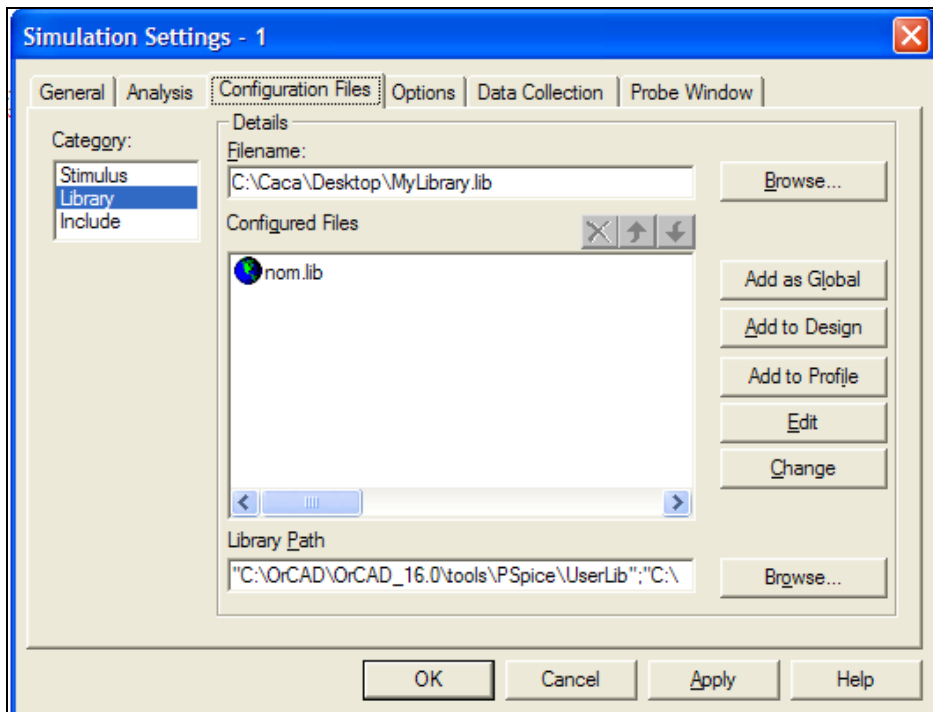 Simulation Settings - 1
General Analysis Configuration Files Options Data Collection Probe Window
Category:
Stimulus
Library
Include
Details
Filename:
C:\Caca\Desktop\MyLibrary.lib
Browse...
Configured Files
nom.lib
Add as Global
Add to Design
Add to Profile
Edit
Change
Library Path
"C:\OrCAD\OrCAD_16.0\tools\PSpice\UserLib";"C:\
Browse...
OK Cancel Apply Help